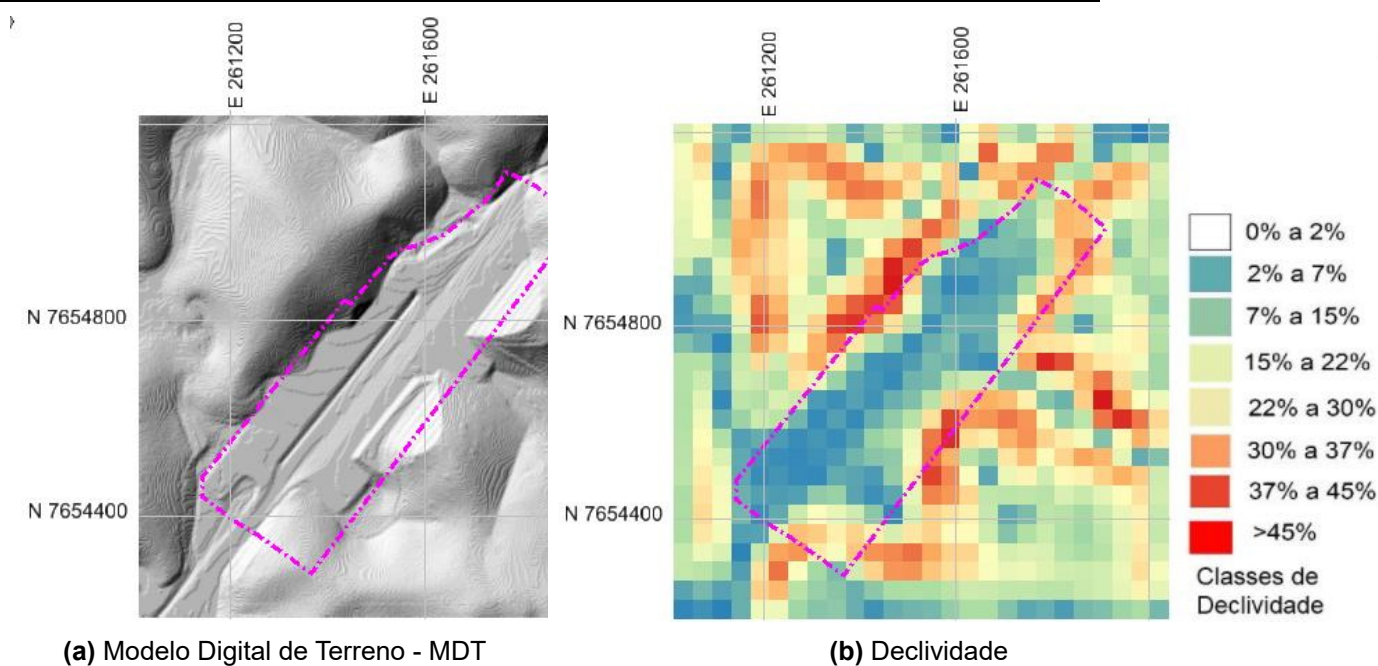 E 261200
E 261600
N 7654800
N 7654400
(a) Modelo Digital de Terreno - MDT
E 261200
E 261600
N 7654800
N 7654400
0% a 2%
2% a 7%
7% a 15%
15% a 22%
22% a 30%
30% a 37%
37% a 45%
>45%
Classes de
Declividade
(b) Declividade